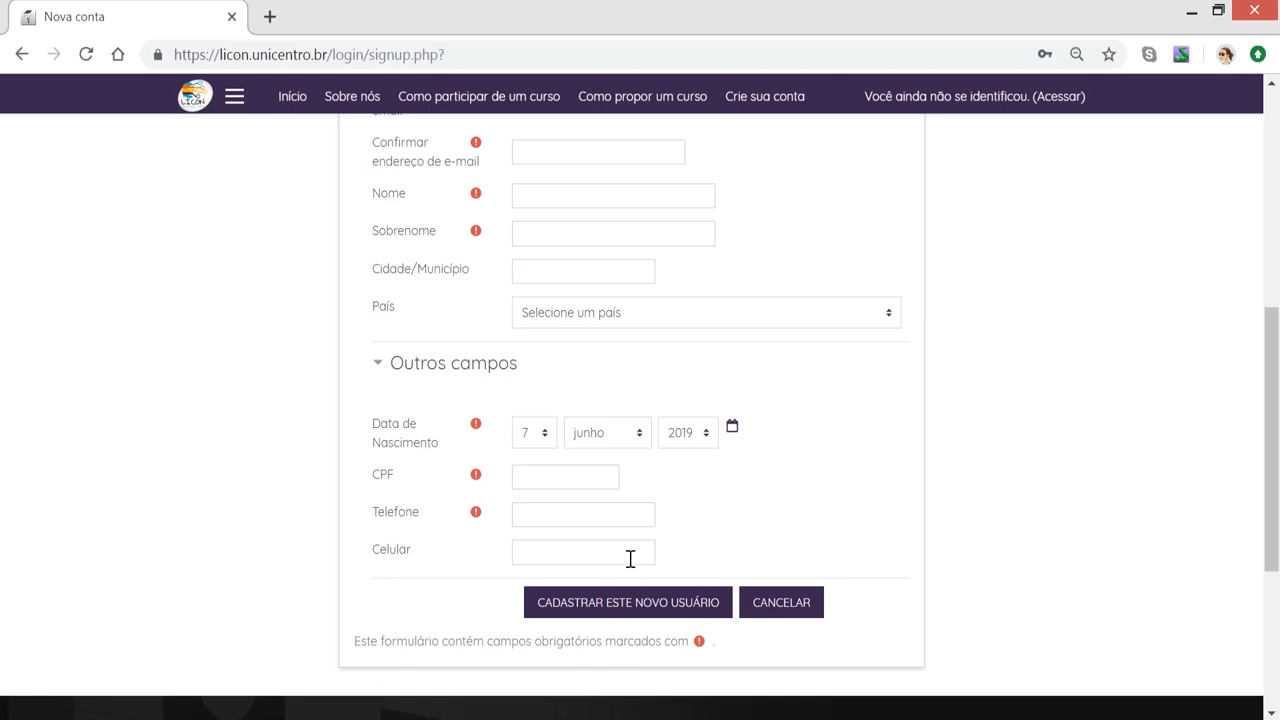 Nova conta
https://licon.unicentro.br/login/signup.php?
LICON
Início Sobre nós Como participar de um curso Como propor um curso Crie sua conta Você ainda não se identificou. (Acessar)
Confirmar
endereço de e-mail
Nome
Sobrenome
Cidade/Município
País Selecione um país
Outros campos
Data de
Nascimento
7 junho 2019
CPF
Telefone
Celular
CADASTRAR ESTE NOVO USUÁRIO CANCELAR
Este formulário contém campos obrigatórios marcados com ! .